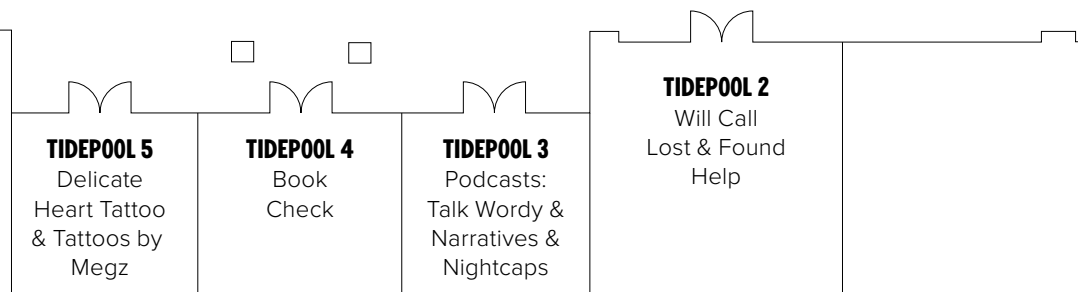 TIDEPOOL 5
Delicate
Heart Tattoo
& Tattoos by
Megz
TIDEPOOL 4
Book
Check
TIDEPOOL 3
Podcasts:
Talk Wordy &
Narratives &
Nightcaps
TIDEPOOL 2
Will Call
Lost & Found
Help